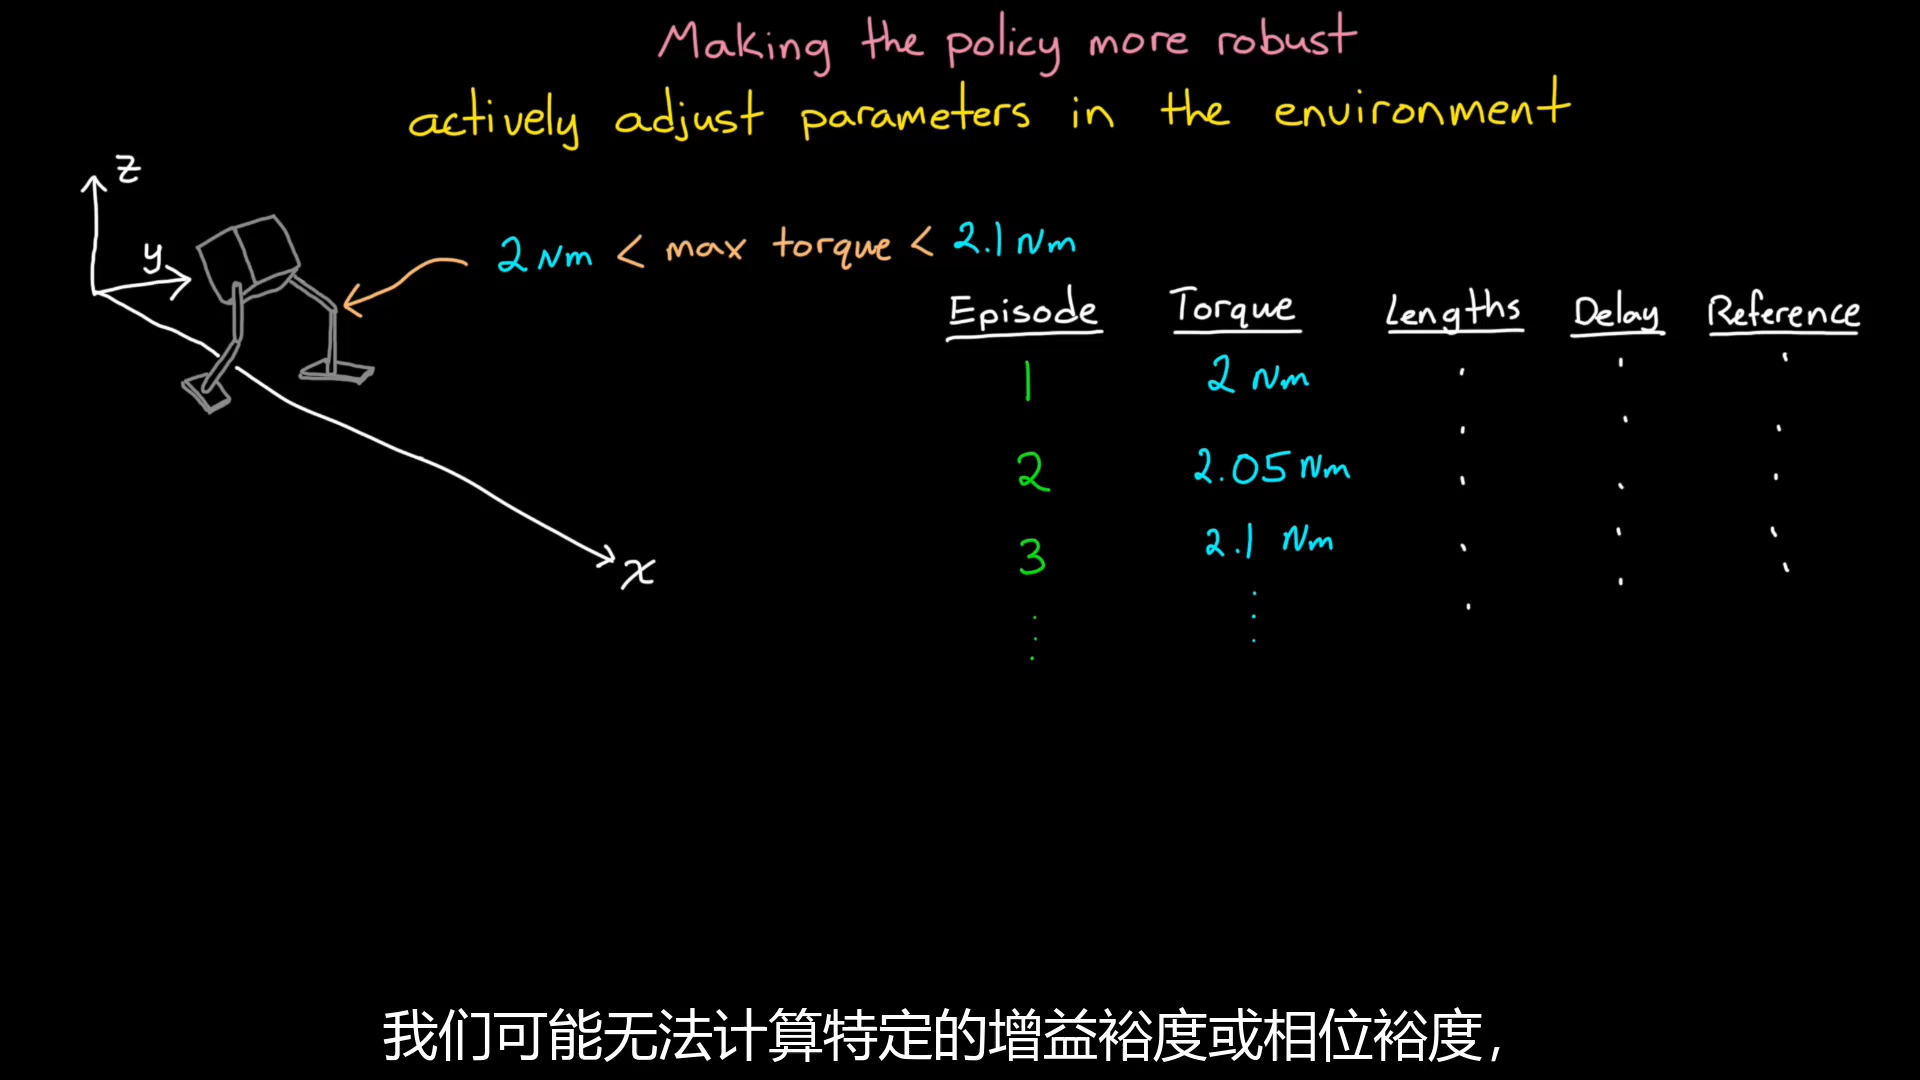 Making the policy more robust
actively adjust parameters in the environment
z
y
x
2 Nm < max torque < 2.1 Nm
Episode Torque Lengths Delay Reference
1 2 Nm
2 2.05 Nm
3 2.1 Nm
我们可能无法计算特定的增益裕度或相位裕度，